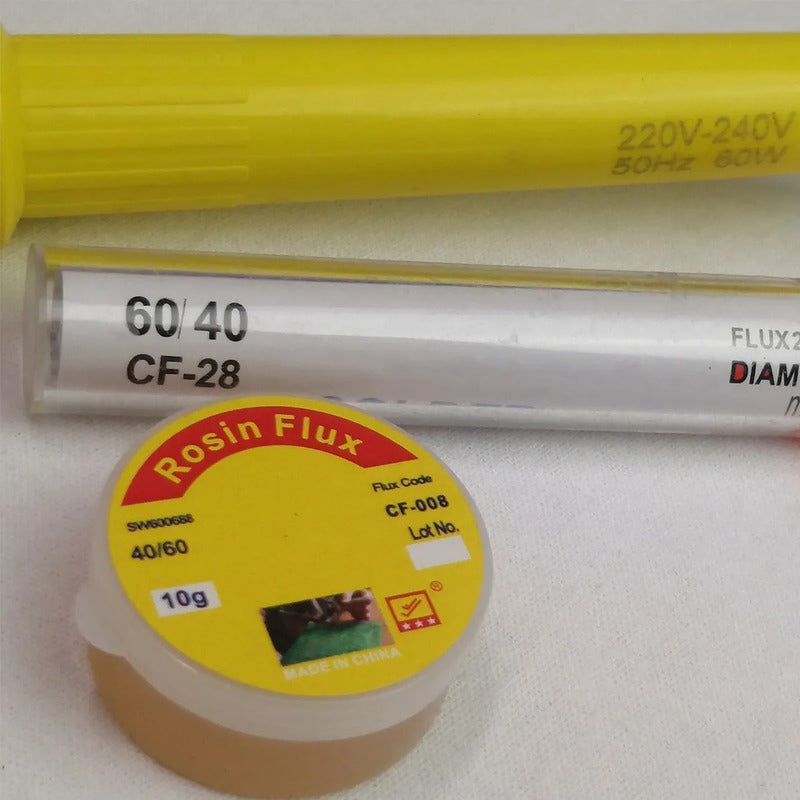 220V-240V
50Hz 60W
60/40
CF-28
FLUX2
DIAM
SOLDER
Rosin Flux
Flux Code
CF-008
SW600688
Lot No.
40/60
10g
®
MADE IN CHINA